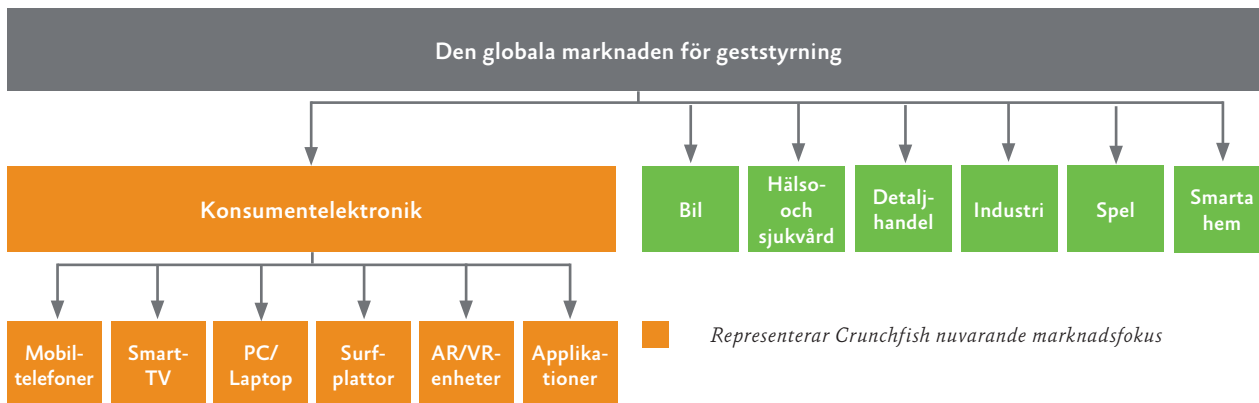 Den globala marknaden för geststyrning
Konsumentelektronik
Bil
Hälso-
och
sjukvård
Detalj-
handel
Industri
Spel
Smarta
hem
Mobil-
telefoner
Smart-
TV
PC/
Laptop
Surf-
plattor
AR/VR-
enheter
Applika-
tioner
Representerar Crunchfish nuvarande marknadsfokus